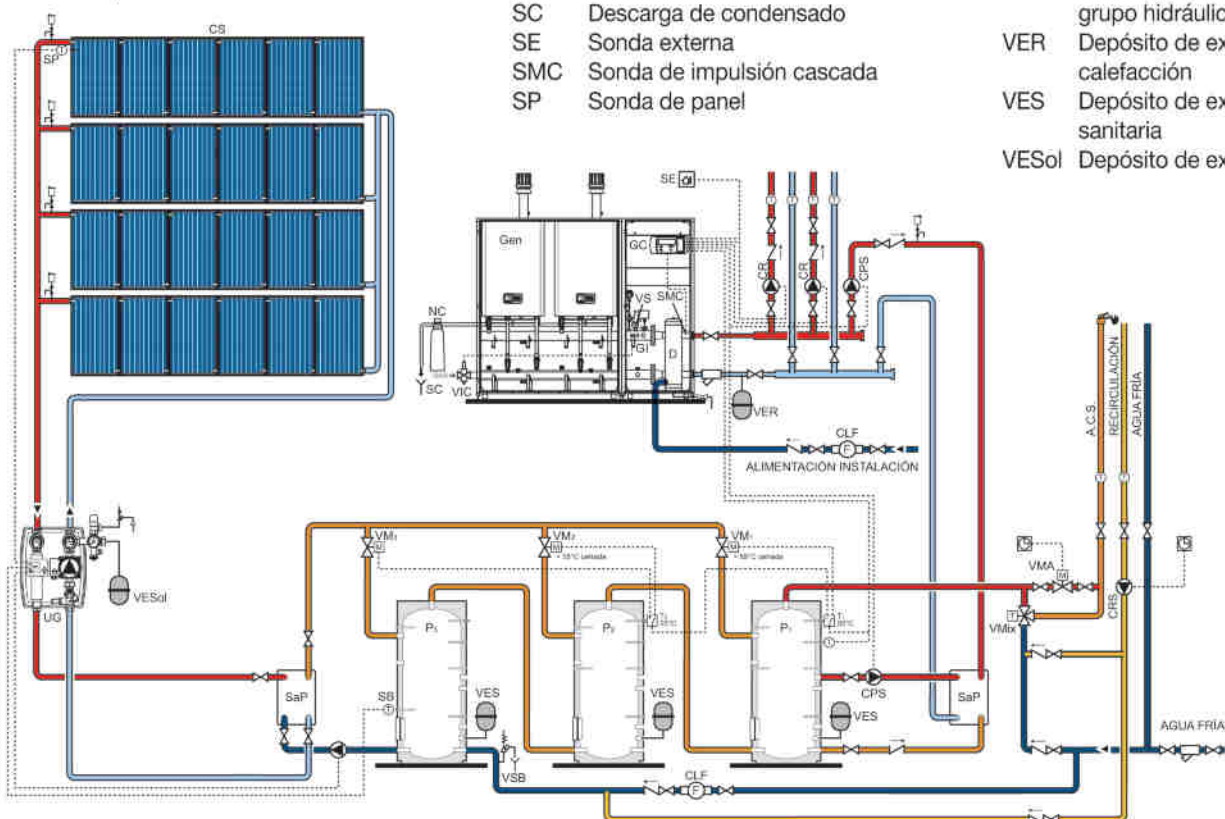 SC Descarga de condensado
SE Sonda externa
SMC Sonda de impulsión cascada
SP Sonda de panel
grupo hidráulic
VER Depósito de ex
calefacción
VES Depósito de ex
sanitaria
VESol Depósito de ex
CS
SP
T
SE
Gen
GC
VS
SMC
CR
CR
CPS
NC
GI
D
SC
VIC
VER
CLF
F
ALIMENTACIÓN INSTALACIÓN
A.C.S.
RECIRCULACIÓN
AGUA FRÍA
VESol
UG
VM₃
M
VM₂
M
VM₁
M
VMA
M
CRS
VMix
T
P₃
P₂
P₁
T
SaP
SB
T
VES
VES
VES
CPS
SaP
VSB
CLF
F
AGUA FRÍA